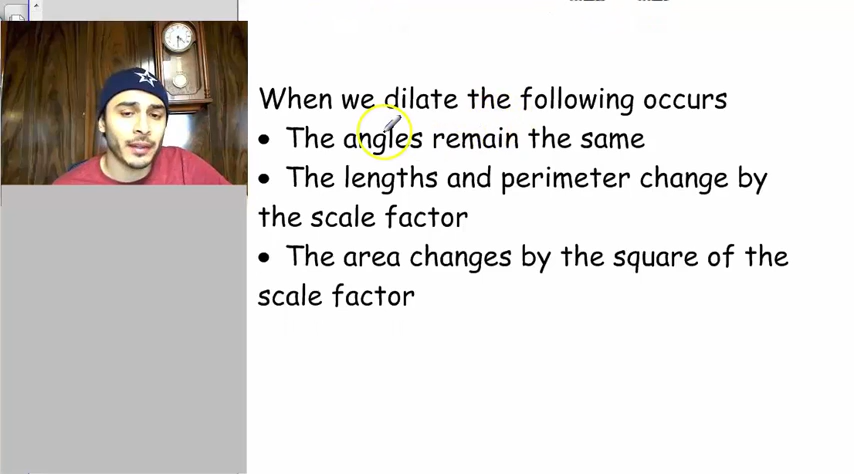 When we dilate the following occurs
• The angles remain the same
• The lengths and perimeter change by
the scale factor
• The area changes by the square of the
scale factor